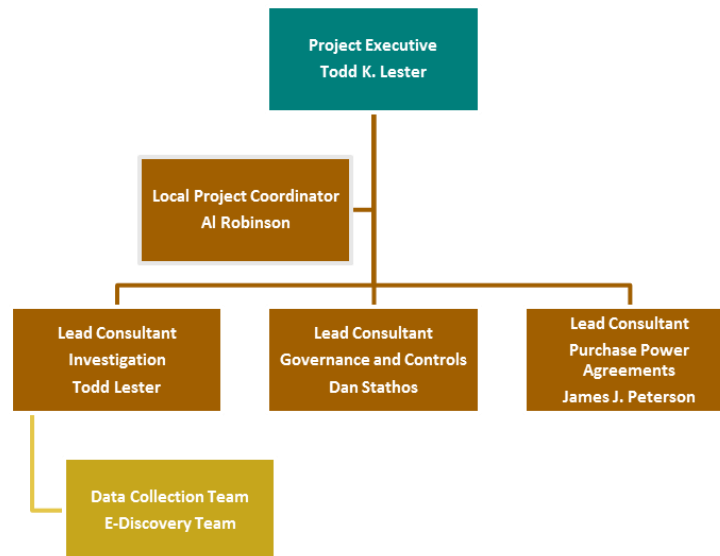 Project Executive
Todd K. Lester
Local Project Coordinator
Al Robinson
Lead Consultant
Investigation
Todd Lester
Lead Consultant
Governance and Controls
Dan Stathos
Lead Consultant
Purchase Power
Agreements
James J. Peterson
Data Collection Team
E-Discovery Team